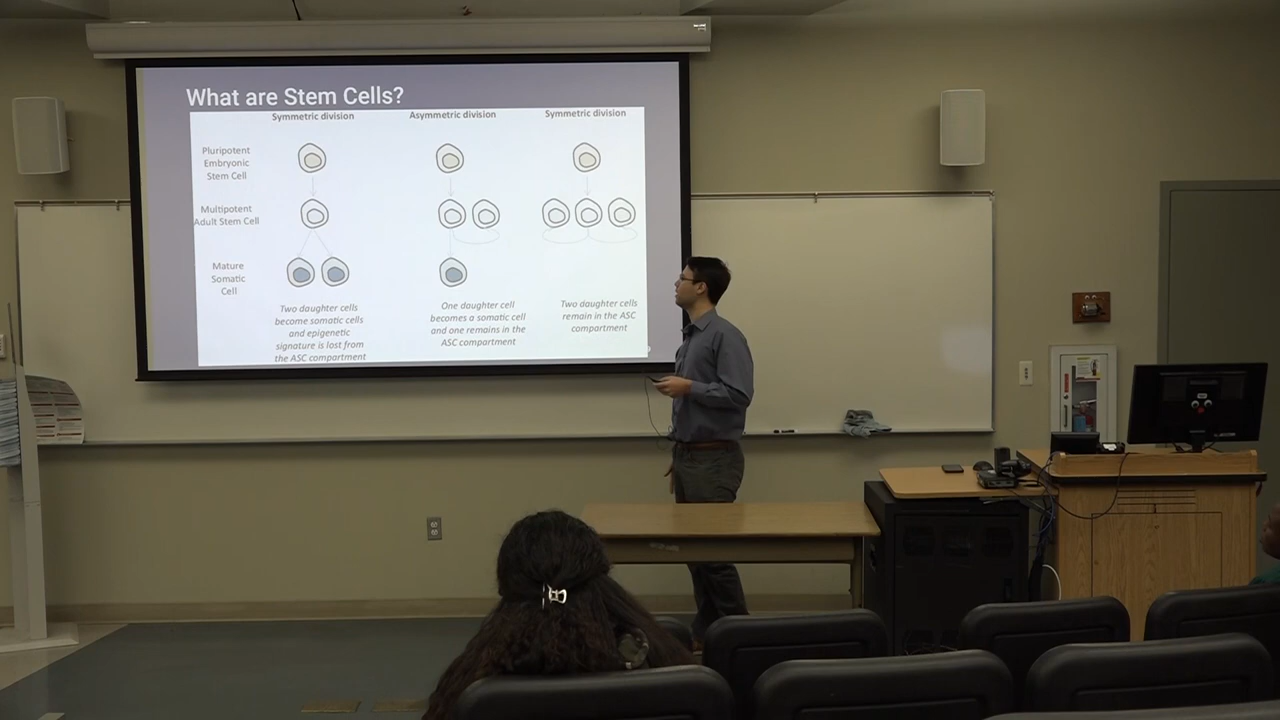 What are Stem Cells?
Symmetric division
Asymmetric division
Symmetric division
Pluripotent
Embryonic
Stem Cell
Multipotent
Adult Stem Cell
Mature
Somatic
Cell
Two daughter cells
become somatic cells
and epigenetic
signature is lost from
the ASC compartment
One daughter cell
becomes a somatic cell
and one remains in the
ASC compartment
Two daughter cells
remain in the ASC
compartment